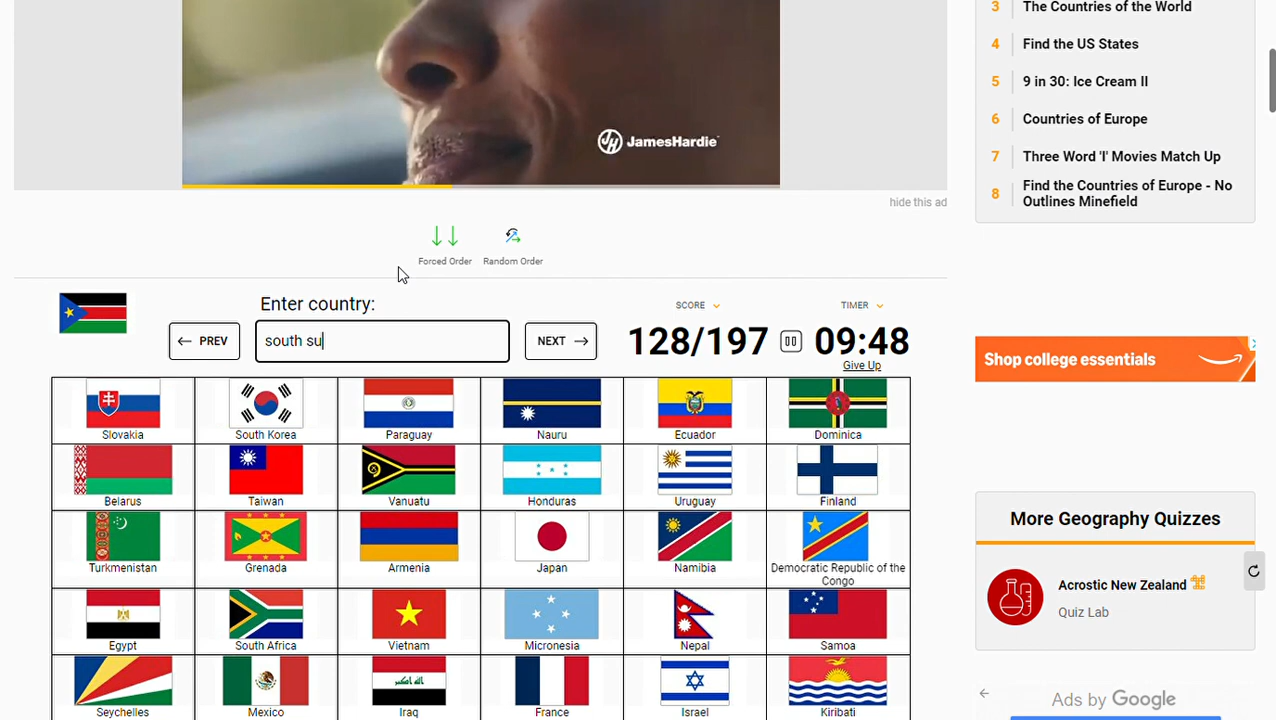 JH JamesHardie
hide this ad
Forced Order
Random Order
Enter country:
← PREV
south su
NEXT →
SCORE
128/197
TIMER
09:48
Give Up
Slovakia
South Korea
Paraguay
Nauru
Ecuador
Dominica
Belarus
Taiwan
Vanuatu
Honduras
Uruguay
Finland
Turkmenistan
Grenada
Armenia
Japan
Namibia
Democratic Republic of the
Congo
Egypt
South Africa
Vietnam
Micronesia
Nepal
Samoa
Seychelles
Mexico
Iraq
France
Israel
Kiribati
3 The Countries of the World
4 Find the US States
5 9 in 30: Ice Cream II
6 Countries of Europe
7 Three Word 'I' Movies Match Up
8 Find the Countries of Europe - No
Outlines Minefield
Shop college essentials
More Geography Quizzes
Acrostic New Zealand
Quiz Lab
Ads by Google